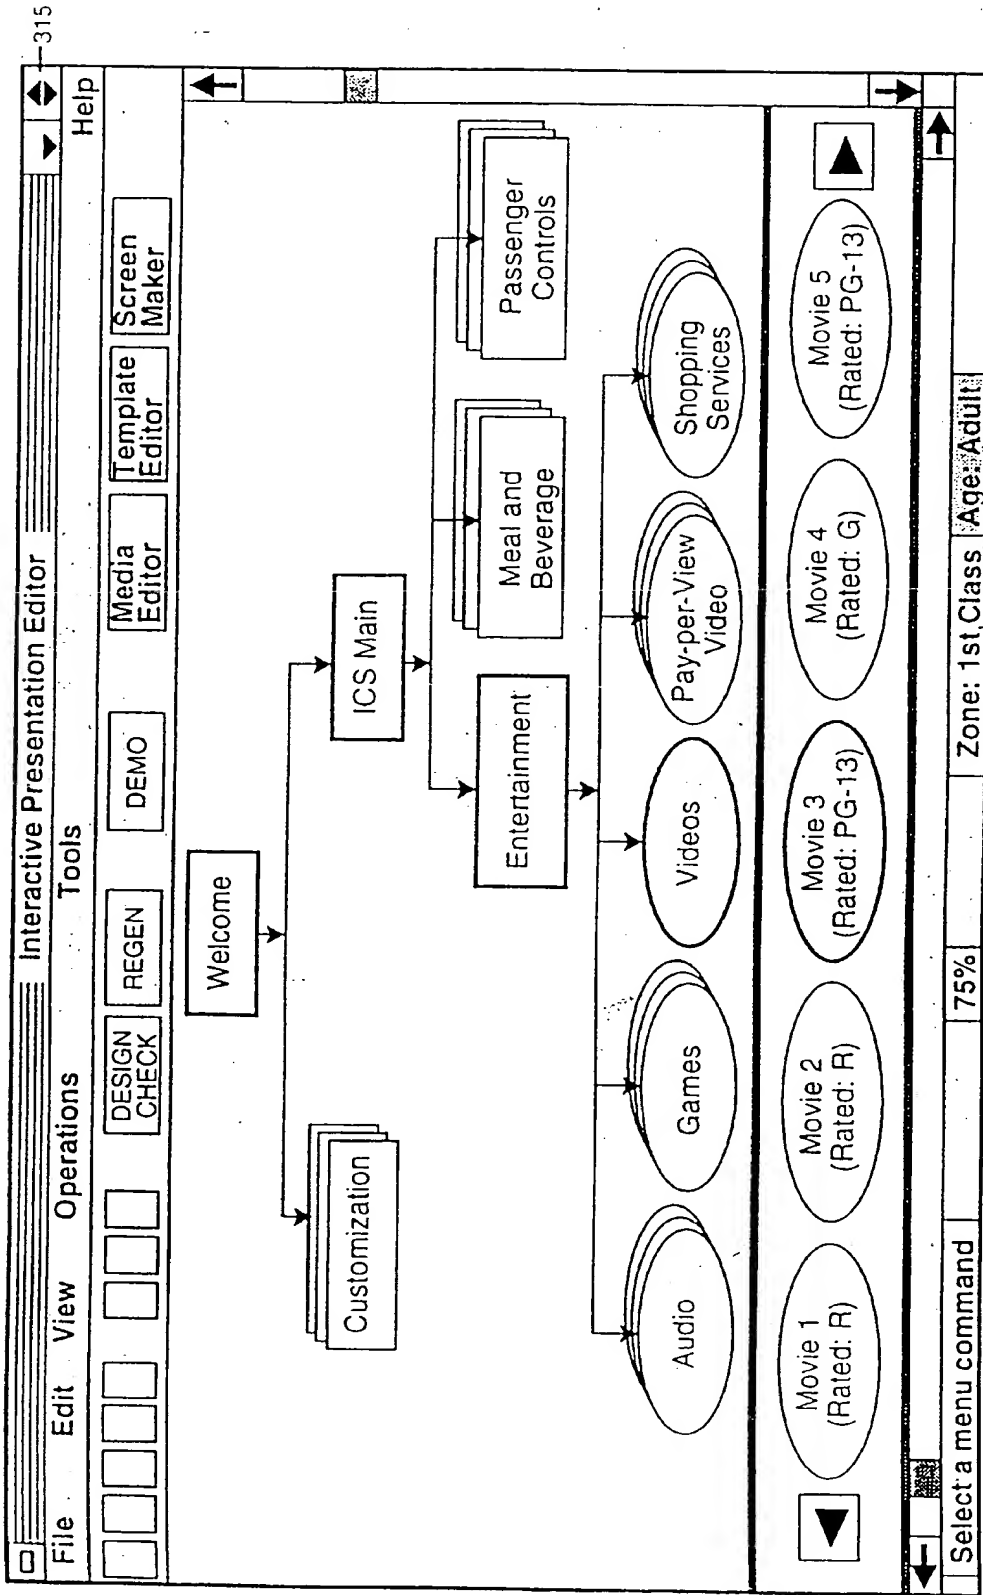 Interactive Presentation Editor
315
File Edit View Operations Tools Help
DESIGN
CHECK
REGEN
DEMO
Media
Editor
Template
Editor
Screen
Maker
Welcome
Customization
ICS Main
Entertainment
Meal and
Beverage
Passenger
Controls
Audio
Games
Videos
Pay-per-View
Video
Shopping
Services
Movie 1
(Rated: R)
Movie 2
(Rated: R)
Movie 3
(Rated: PG-13)
Movie 4
(Rated: G)
Movie 5
(Rated: PG-13)
Select a menu command
75%
Zone: 1st Class
Age: Adult